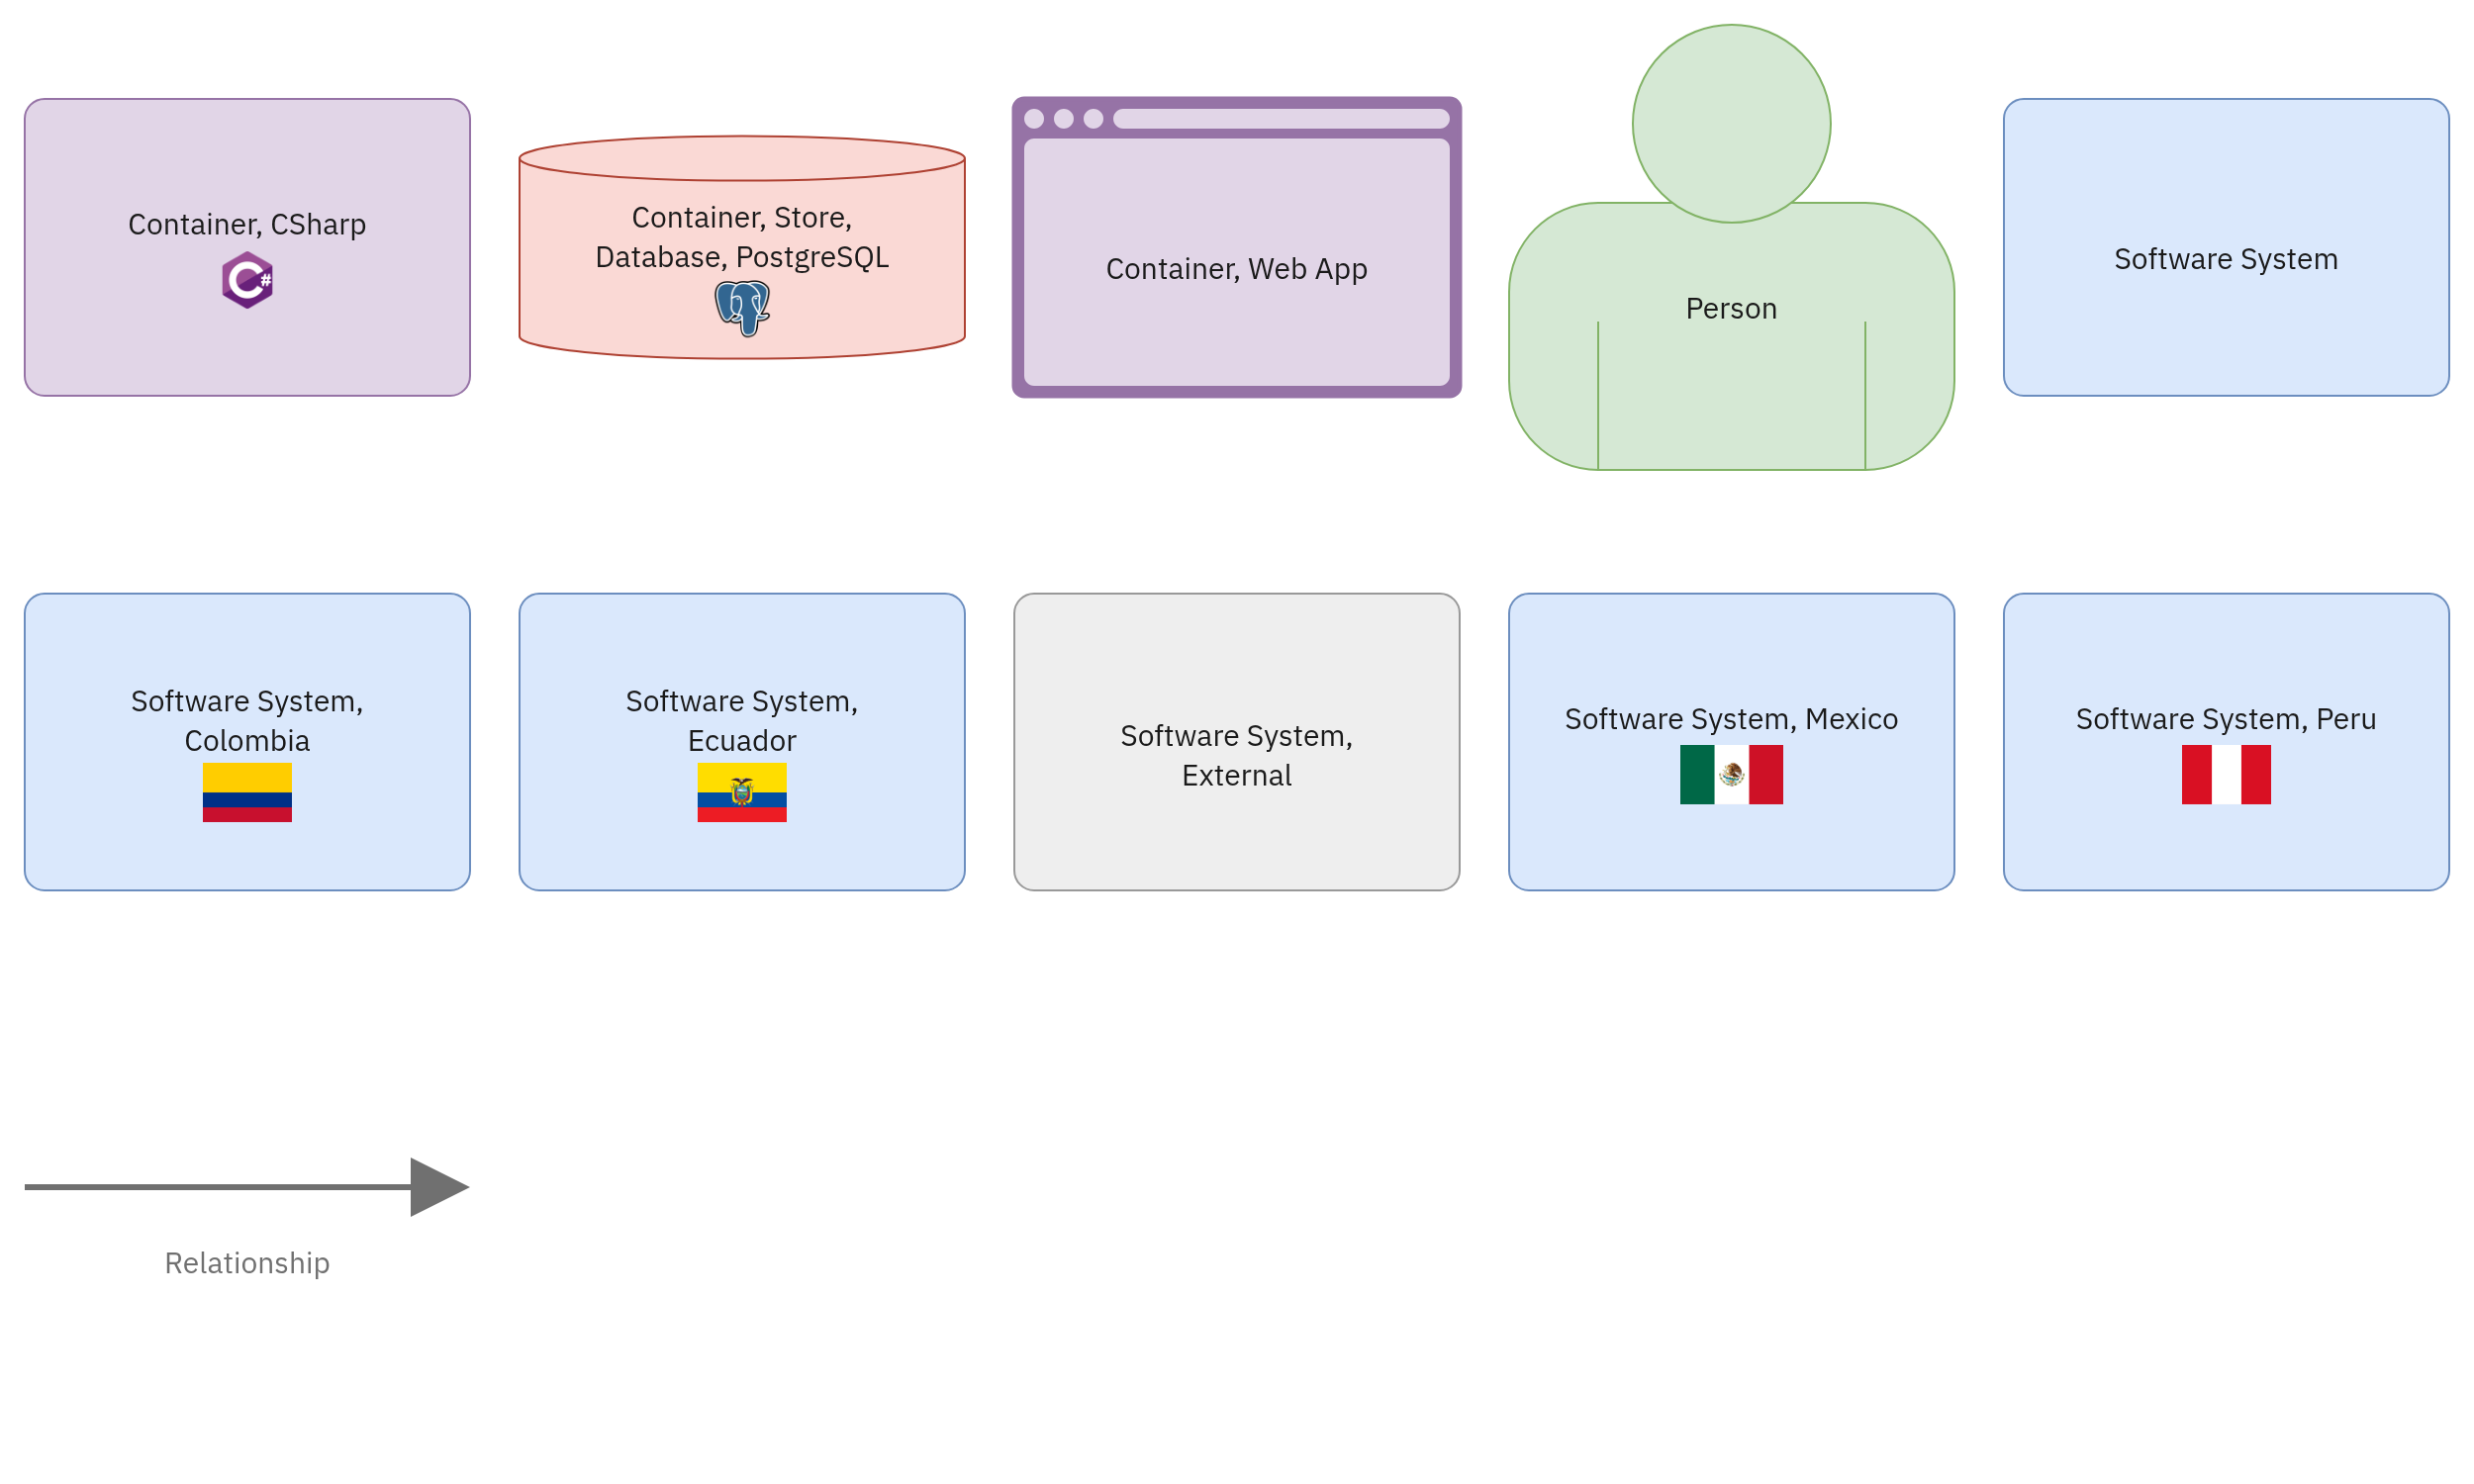 Container, CSharp
C#
Container, Store,
Database, PostgreSQL
Container, Web App
Person
Software System
Software System,
Colombia
Software System,
Ecuador
Software System,
External
Software System, Mexico
Software System, Peru
Relationship